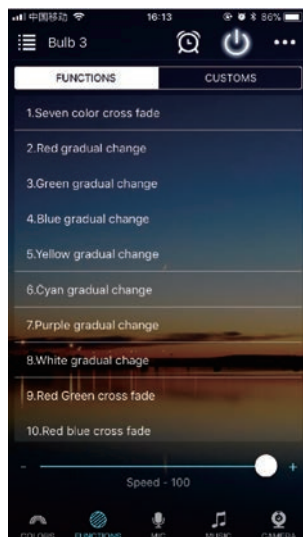 中国移动 16:13 86%
Bulb 3
FUNCTIONS CUSTOMS
1.Seven color cross fade
2.Red gradual change
3.Green gradual change
4.Blue gradual change
5.Yellow gradual change
6.Cyan gradual change
7.Purple gradual change
8.White gradual chage
9.Red Green cross fade
10.Red blue cross fade
- +
Speed - 100
COLORS FUNCTIONS MIC MUSIC CAMERA